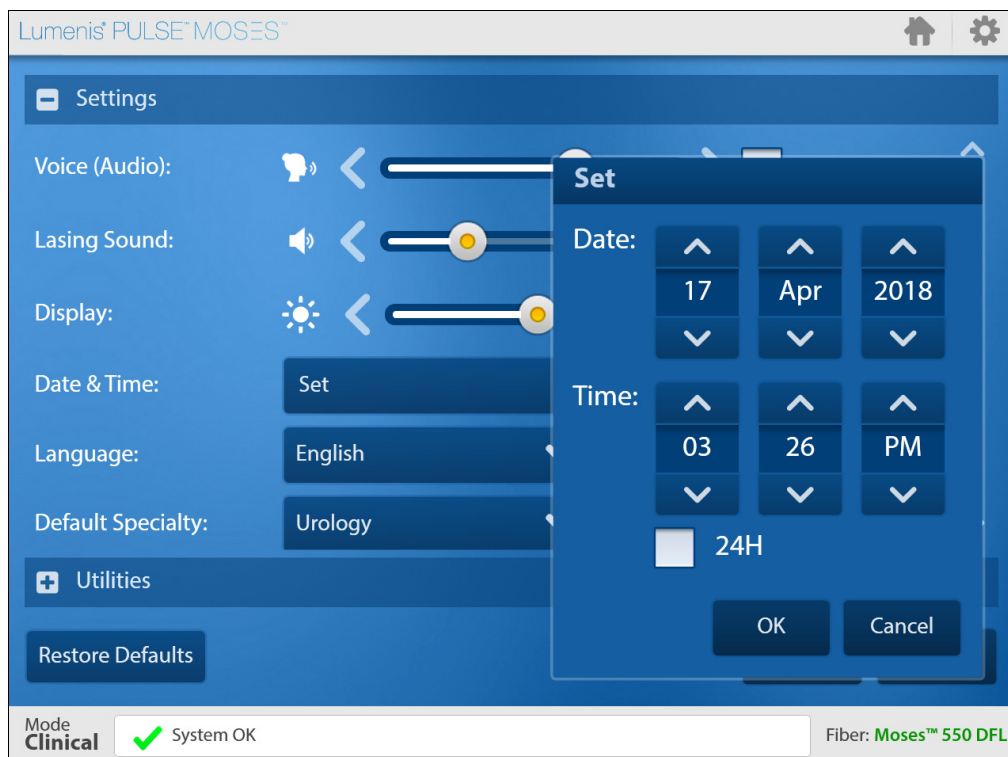 Lumenis® PULSE™ MOSES™
Settings
Voice (Audio):
Lasing Sound:
Display:
Date & Time:
Set
Language:
English
Default Specialty:
Urology
Utilities
Restore Defaults
Set
Date:
17 Apr 2018
Time:
03 26 PM
24H
OK Cancel
Mode
Clinical
System OK
Fiber: Moses™ 550 DFL